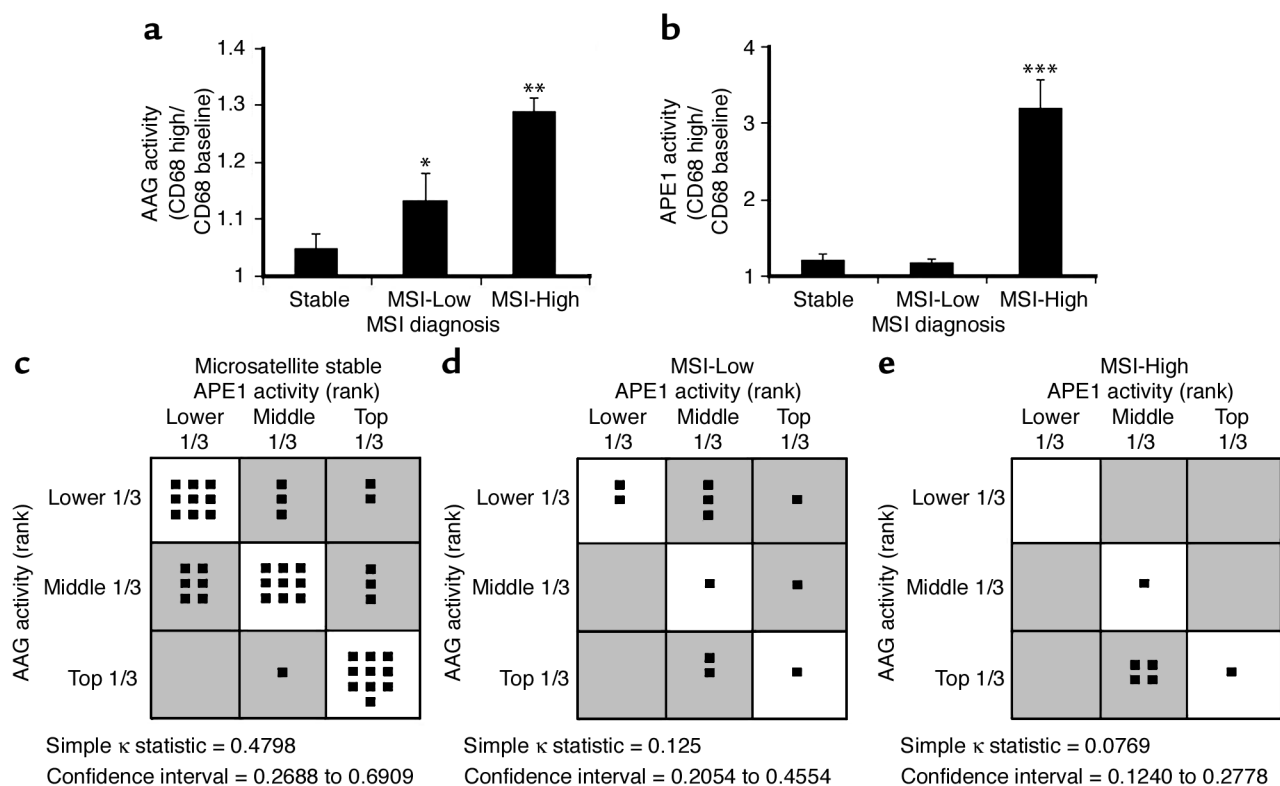 a
1.4
1.3
1.2
1.1
1
AAG activity
(CD68 high/
CD68 baseline)
*
**
Stable MSI-Low MSI-High
MSI diagnosis
b
4
3
2
1
APE1 activity
(CD68 high/
CD68 baseline)
***
Stable MSI-Low MSI-High
MSI diagnosis
c
Microsatellite stable
APE1 activity (rank)
Lower Middle Top
1/3 1/3 1/3
AAG activity (rank)
Lower 1/3
Middle 1/3
Top 1/3
Simple κ statistic = 0.4798
Confidence interval = 0.2688 to 0.6909
d
MSI-Low
APE1 activity (rank)
Lower Middle Top
1/3 1/3 1/3
AAG activity (rank)
Lower 1/3
Middle 1/3
Top 1/3
Simple κ statistic = 0.125
Confidence interval = 0.2054 to 0.4554
e
MSI-High
APE1 activity (rank)
Lower Middle Top
1/3 1/3 1/3
AAG activity (rank)
Lower 1/3
Middle 1/3
Top 1/3
Simple κ statistic = 0.0769
Confidence interval = 0.1240 to 0.2778